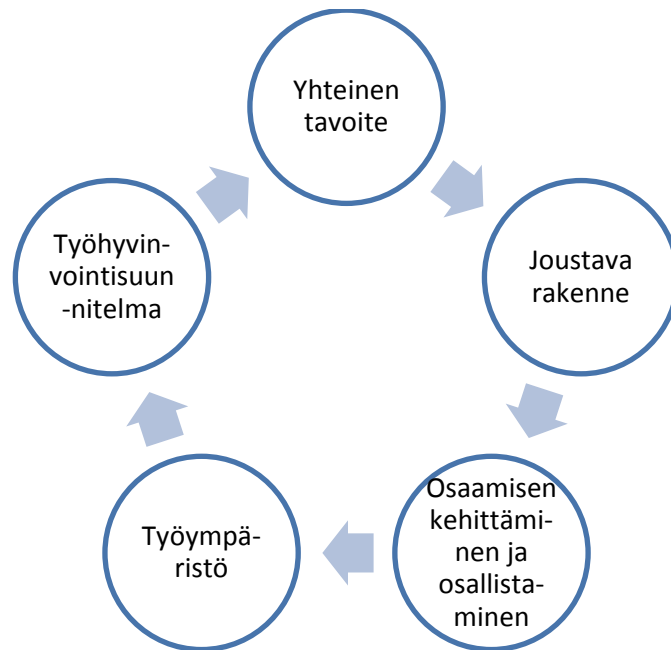 Yhteinen
tavoite
Joustava
rakenne
Osaamisen
kehittämi-
nen ja
osallista-
minen
Työympä-
ristö
Työhyvin-
vointisuun
-nitelma